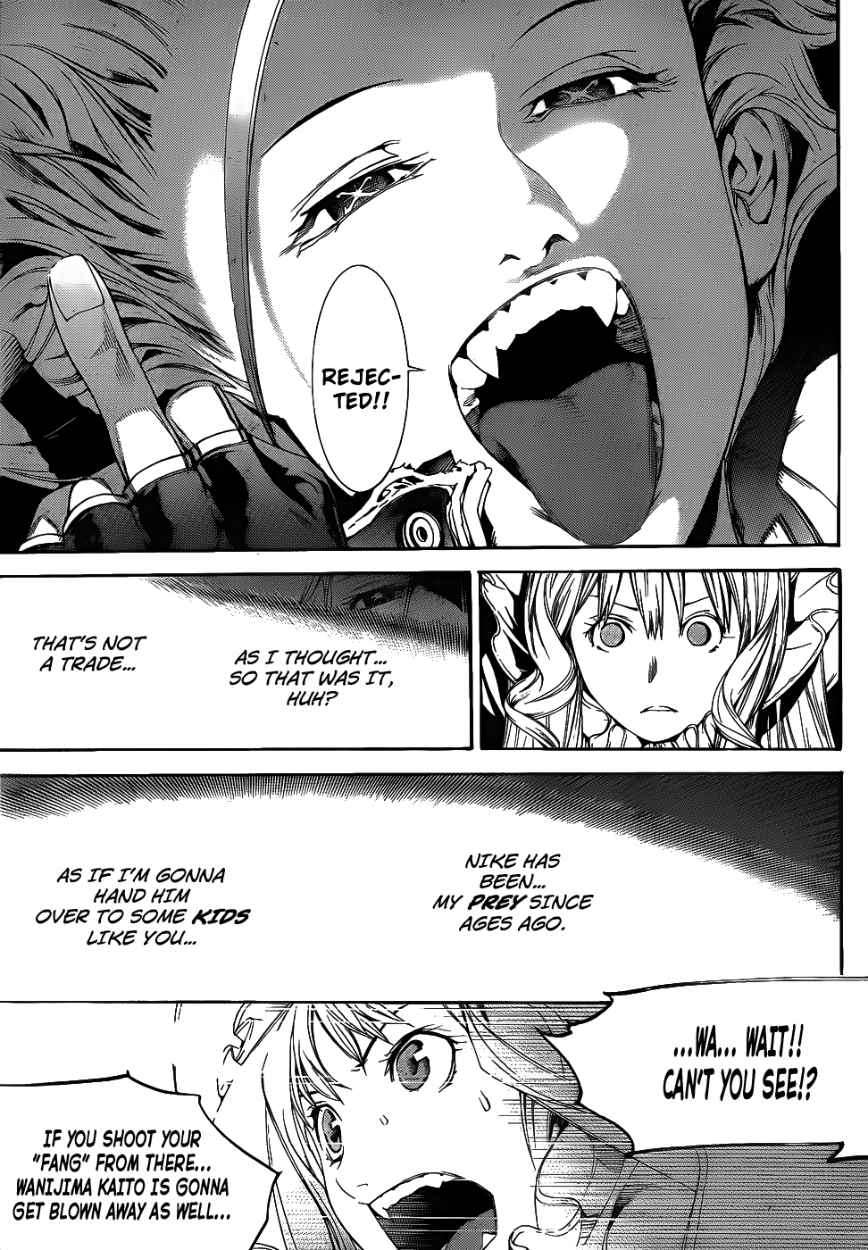 REJEC-
TED!!
AS I THOUGHT...
SO THAT WAS IT,
HUH?
THAT'S NOT
A TRADE...
NIKE HAS
BEEN...
MY PREY SINCE
AGES AGO.
AS IF I'M GONNA
HAND HIM
OVER TO SOME KIDS
LIKE YOU...
...WA... WAIT!!
CAN'T YOU SEE!?
IF YOU SHOOT YOUR
"FANG" FROM THERE...
WANIJIMA KAITO IS GONNA
GET BLOWN AWAY AS WELL...